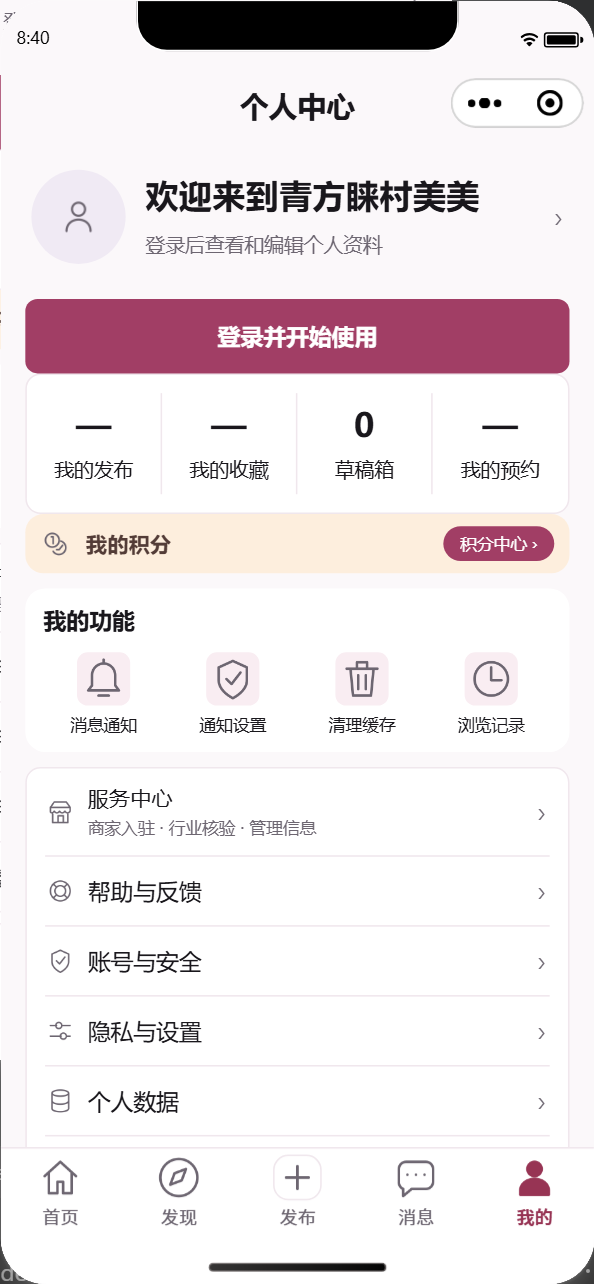 8:40
个人中心
欢迎来到青方睐村美美
登录后查看和编辑个人资料
登录并开始使用
— — 0 —
我的发布 我的收藏 草稿箱 我的预约
我的积分 积分中心 ›
我的功能
消息通知 通知设置 清理缓存 浏览记录
服务中心
商家入驻 · 行业核验 · 管理信息
帮助与反馈
账号与安全
隐私与设置
个人数据
首页 发现 发布 消息 我的